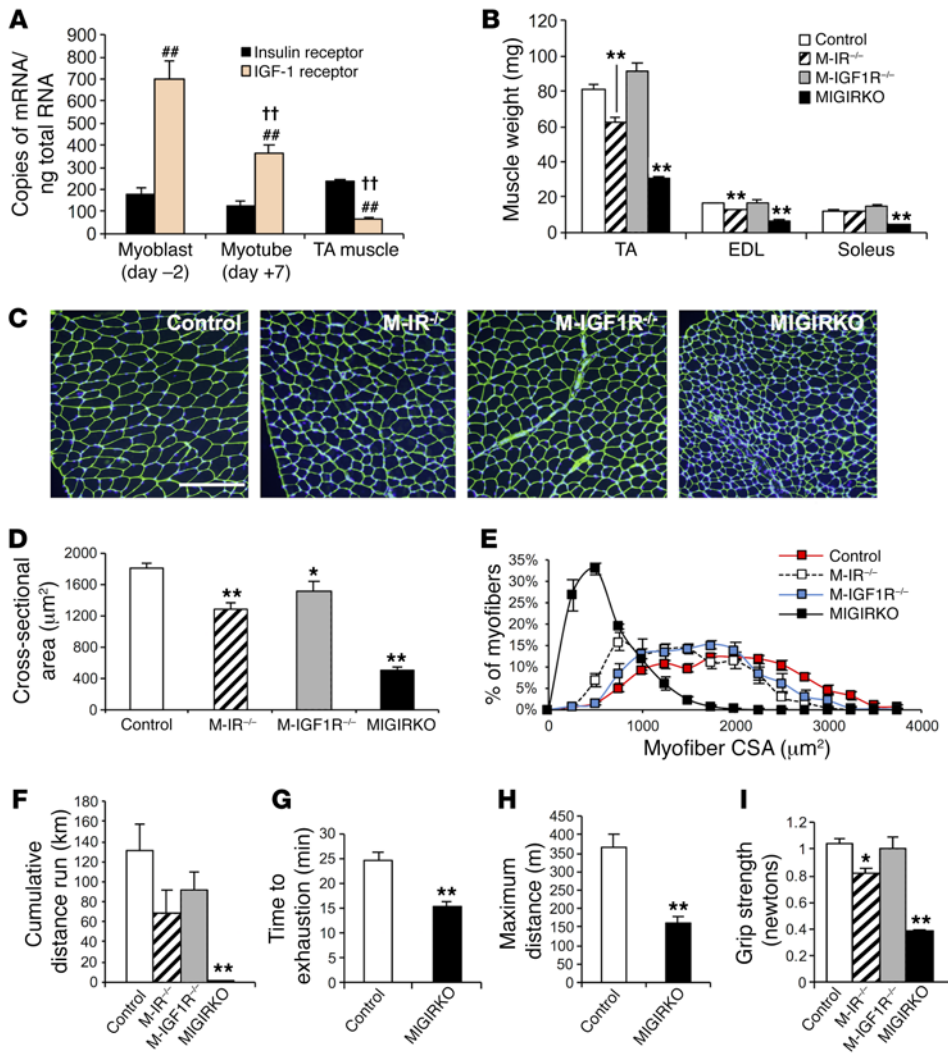 A
Copies of mRNA/
ng total RNA
900
800
700
600
500
400
300
200
100
0
##
††
##
††
##
Insulin receptor
IGF-1 receptor
Myoblast
(day –2)
Myotube
(day +7)
TA muscle
B
Muscle weight (mg)
120
100
80
60
40
20
0
**
**
**
**
**
Control
M-IR–/–
M-IGF1R–/–
MIGIRKO
TA
EDL
Soleus
C
Control
M-IR-/-
M-IGF1R-/-
MIGIRKO
D
Cross-sectional
area (μm²)
1800
1400
1200
800
400
0
**
*
**
Control
M-IR–/–
M-IGF1R–/–
MIGIRKO
E
% of myofibers
35%
30%
25%
20%
15%
10%
5%
0%
Control
M-IR–/–
M-IGF1R–/–
MIGIRKO
0
1000
2000
3000
4000
Myofiber CSA (μm²)
F
Cumulative
distance run (km)
180
160
140
120
100
80
60
40
20
0
**
Control
M-IR–/–
M-IGF1R–/–
MIGIRKO
G
Time to
exhaustion (min)
30
25
20
15
10
5
0
**
Control
MIGIRKO
H
Maximum
distance (m)
450
400
350
300
250
200
150
100
50
0
**
Control
MIGIRKO
I
Grip strength
(newtons)
1.2
1
0.8
0.6
0.4
0.2
0
*
**
Control
M-IR–/–
M-IGF1R–/–
MIGIRKO